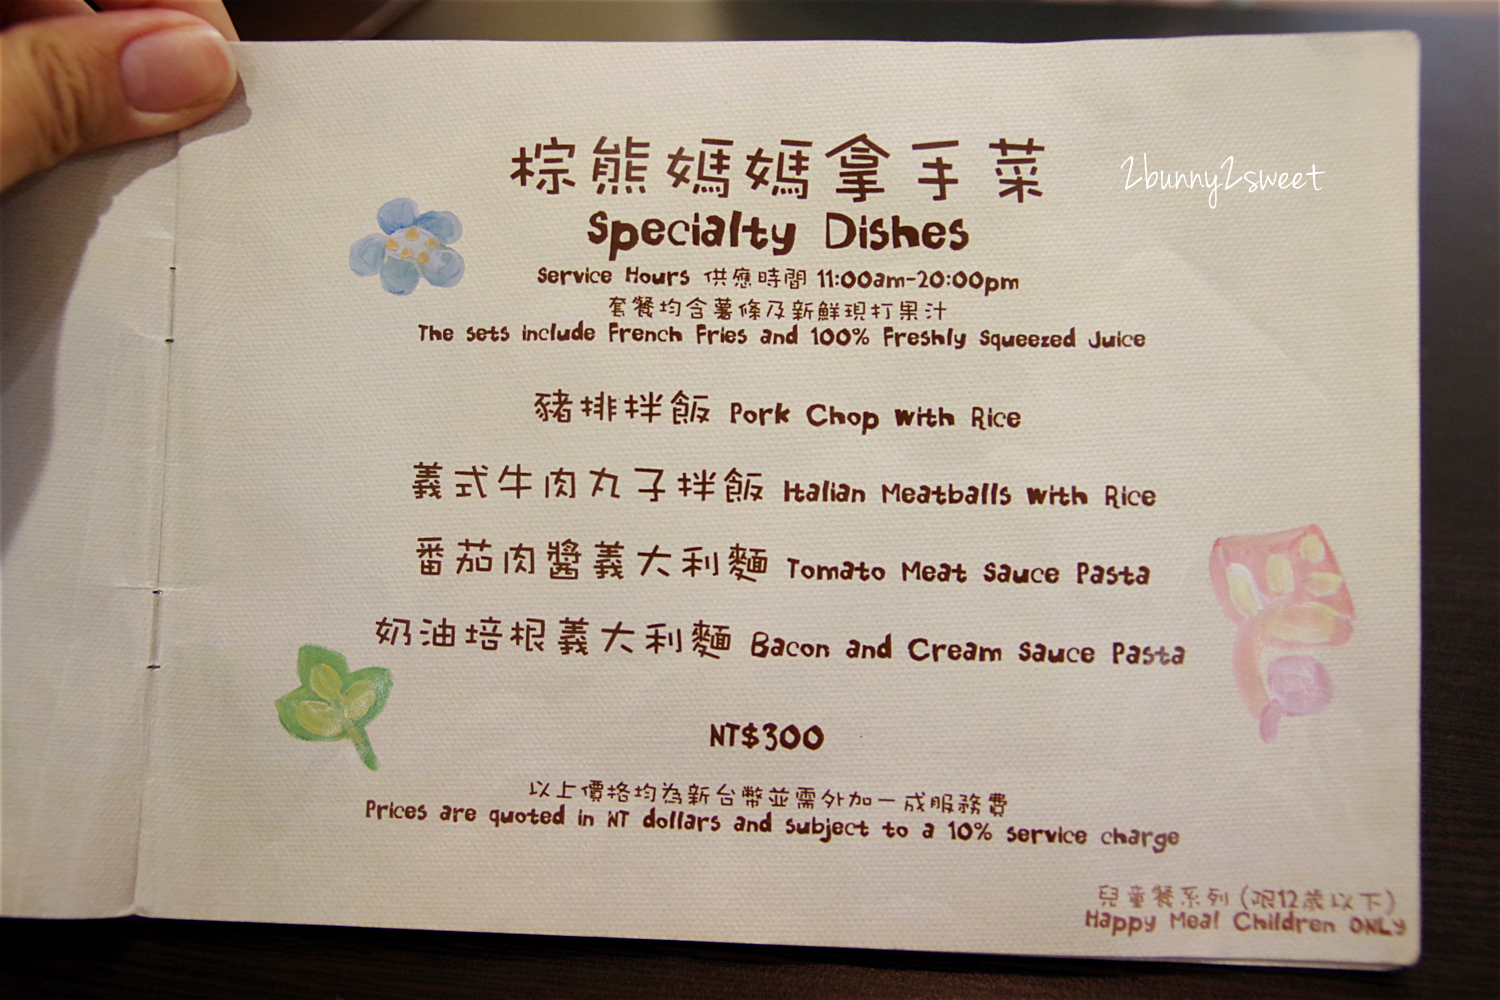 棕熊媽媽拿手菜
2bunny2sweet
Specialty Dishes
Service Hours 供應時間 11:00am-20:00pm
套餐均含薯條及新鮮現打果汁
The sets include French Fries and 100% Freshly Squeezed Juice
豬排拌飯 Pork Chop with Rice
義式牛肉丸子拌飯 Italian Meatballs with Rice
番茄肉醬義大利麵 Tomato Meat Sauce Pasta
奶油培根義大利麵 Bacon and Cream Sauce Pasta
NT$300
以上價格均為新台幣並需外加一成服務費
Prices are quoted in NT dollars and subject to a 10% service charge
兒童餐系列 (限12歲以下)
Happy Meal Children ONLY